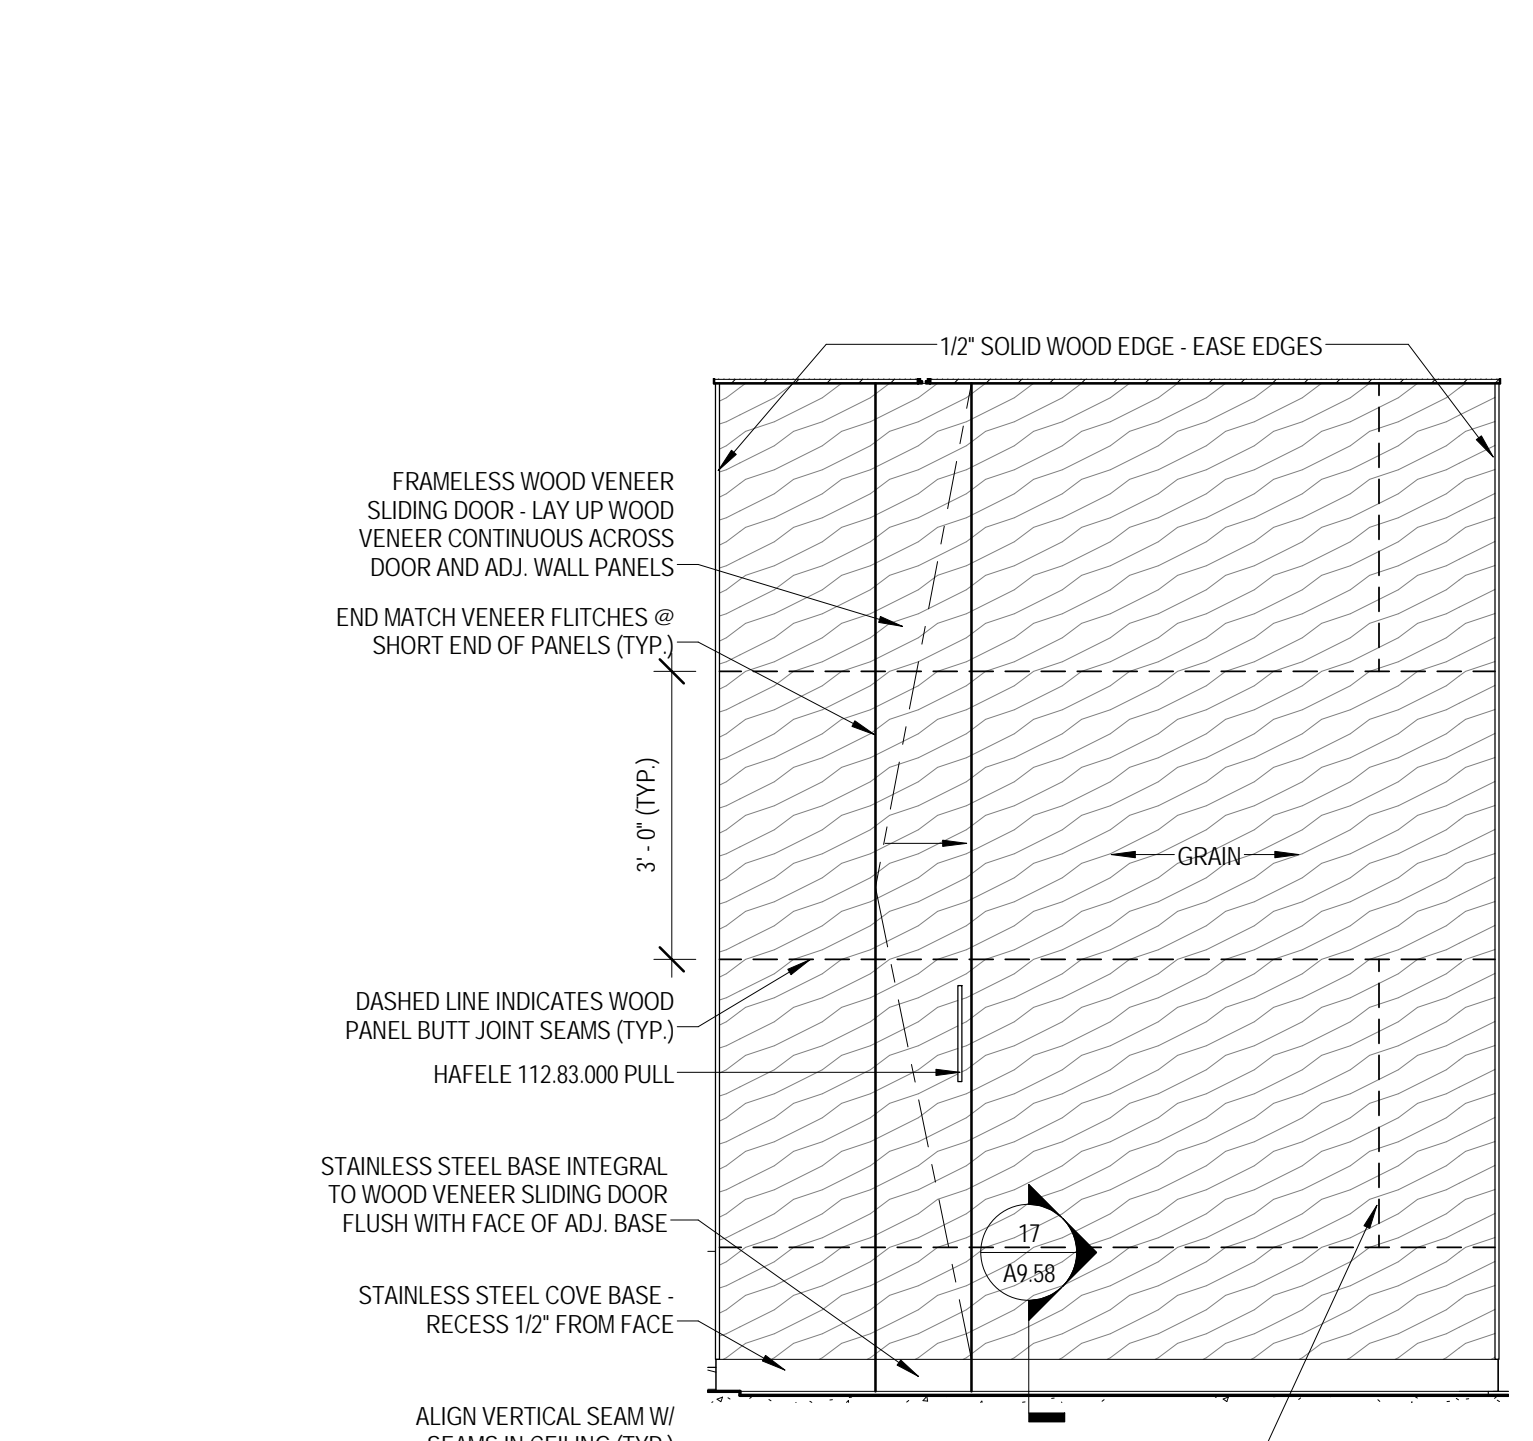 1/2" SOLID WOOD EDGE - EASE EDGES
FRAMELESS WOOD VENEER
SLIDING DOOR - LAY UP WOOD
VENEER CONTINUOUS ACROSS
DOOR AND ADJ. WALL PANELS
END MATCH VENEER FLITCHES @
SHORT END OF PANELS (TYP.)
3' - 0" (TYP.)
GRAIN
DASHED LINE INDICATES WOOD
PANEL BUTT JOINT SEAMS (TYP.)
HAFELE 112.83.000 PULL
STAINLESS STEEL BASE INTEGRAL
TO WOOD VENEER SLIDING DOOR
FLUSH WITH FACE OF ADJ. BASE
17
A9.58
STAINLESS STEEL COVE BASE -
RECESS 1/2" FROM FACE
ALIGN VERTICAL SEAM W/
SEAMS IN CEILING (TYP.)